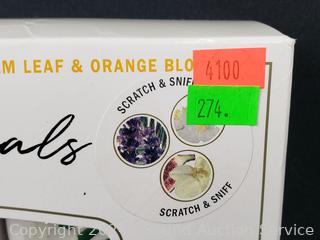 M LEAF & ORANGE BLO
4100
274.
SCRATCH & SNIFF
als
SCRATCH & SNIFF